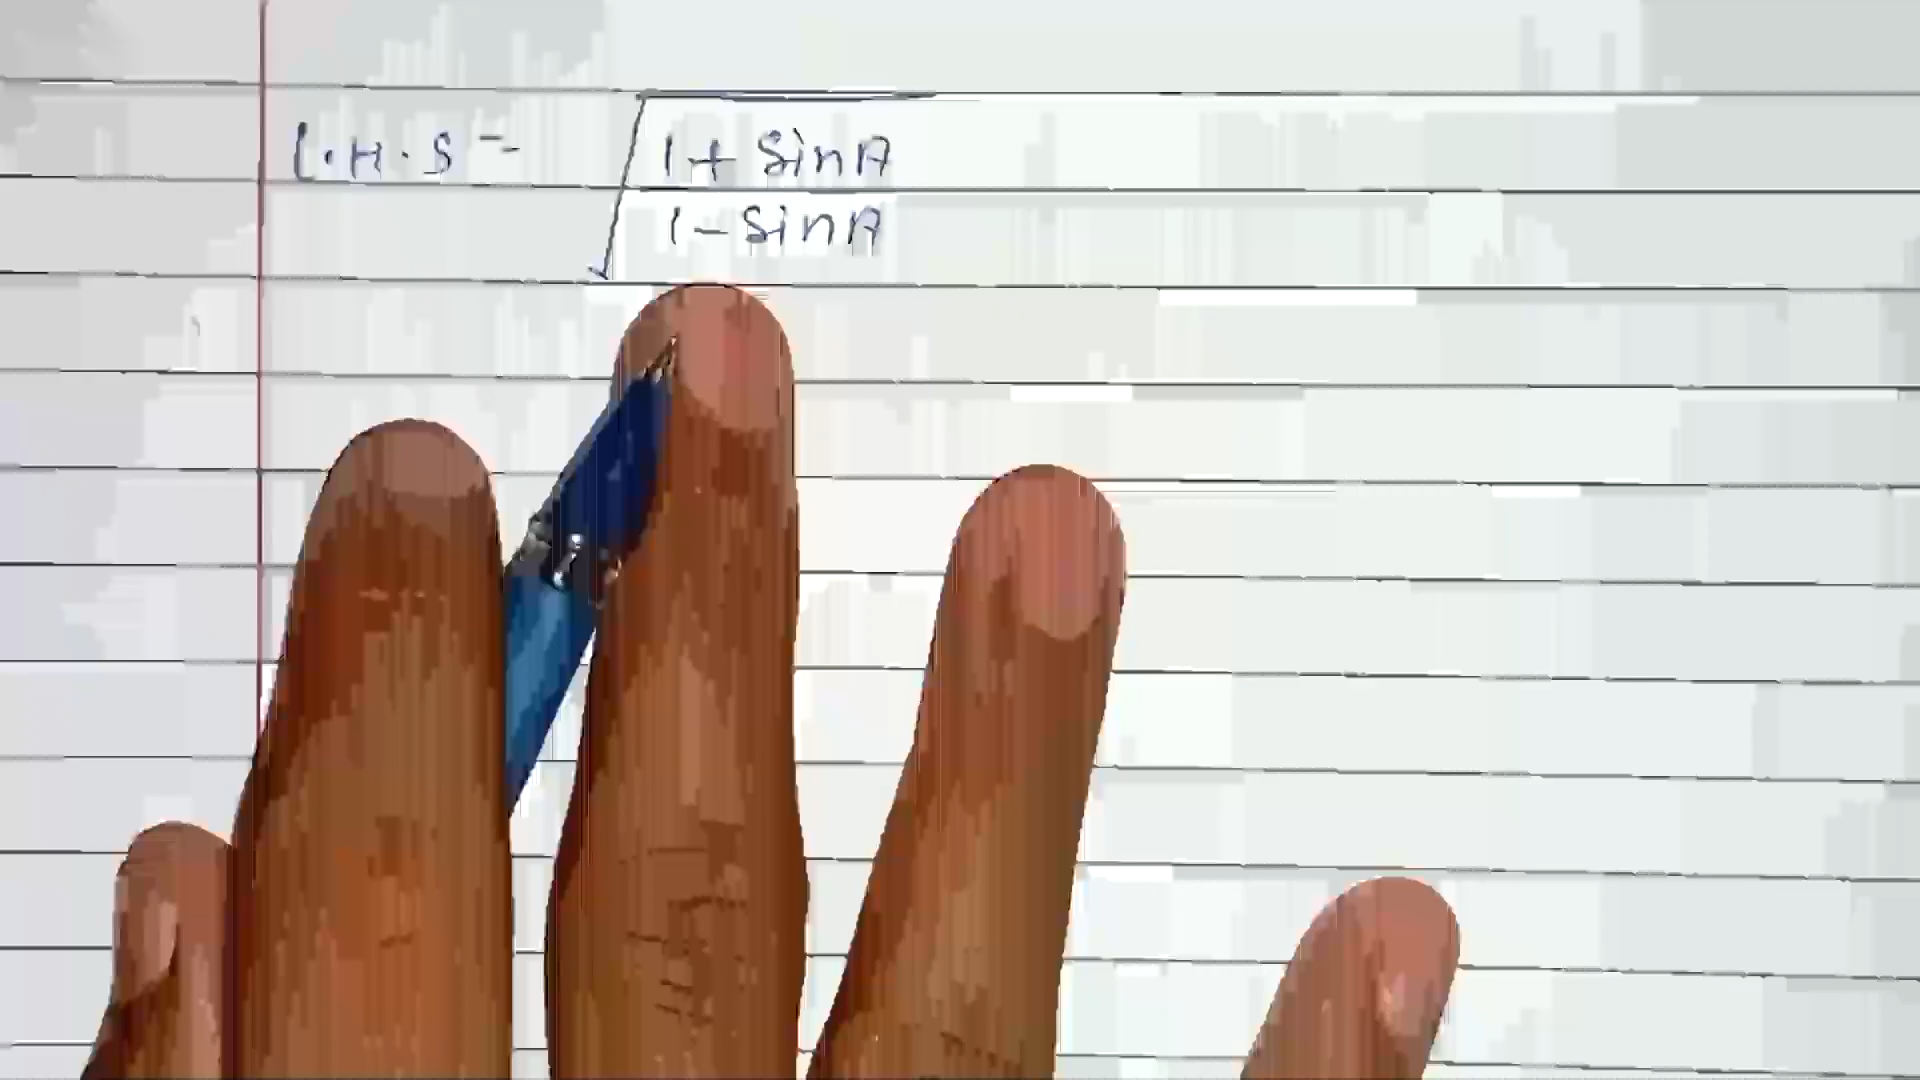 L.H.S = √ 1 + SinA
1 - SinA